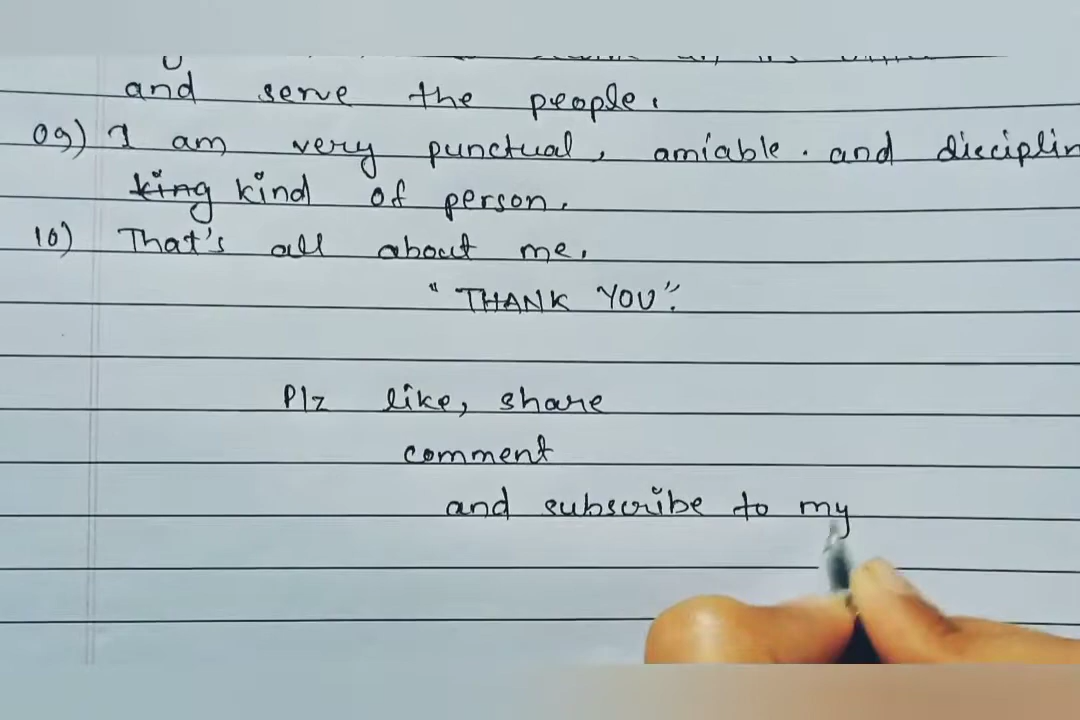 and serve the people.
09) I am very punctual, amiable. and disciplin
king kind of person.
10) That's all about me.
"THANK YOU".
Plz like, share
comment
and subscribe to my